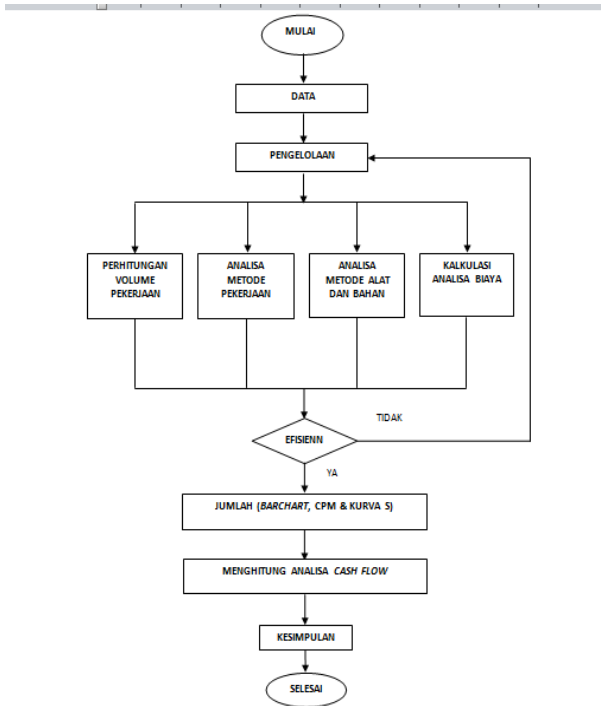 MULAI
DATA
PENGELOLAAN
PERHITUNGAN
VOLUME
PEKERJAAN
ANALISA
METODE
PEKERJAAN
ANALISA
METODE ALAT
DAN BAHAN
KALKULASI
ANALISA BIAYA
EFISIENN
TIDAK
YA
JUMLAH (BARCHART, CPM & KURVA S)
MENGHITUNG ANALISA CASH FLOW
KESIMPULAN
SELESAI